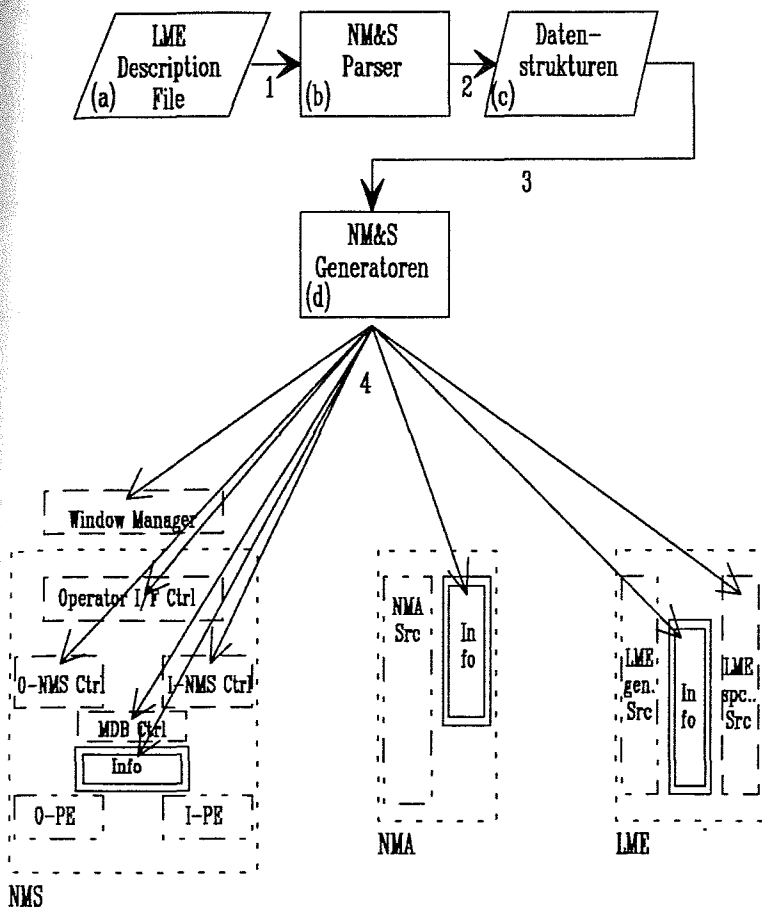 LME
Description
File
(a)
1
NM&S
Parser
(b)
2
Daten-
strukturen
(c)
3
NM&S
Generatoren
(d)
4
Window Manager
Operator I/F Ctrl
O-NMS Ctrl
I-NMS Ctrl
MDB Ctrl
Info
O-PE
I-PE
NMS
NMA
Src
In
fo
NMA
LME
gen.
Src
In
fo
LME
spc..
Src
LME